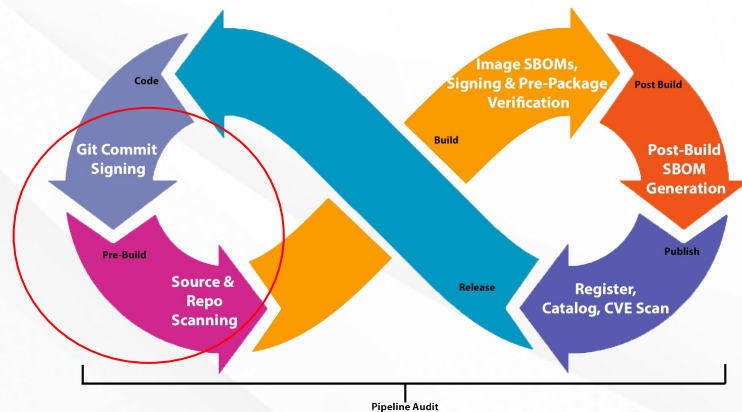 Code
Git Commit
Signing
Pre-Build
Source &
Repo
Scanning
Build
Image SBOMs,
Signing & Pre-Package
Verification
Post Build
Post-Build
SBOM
Generation
Publish
Register,
Catalog, CVE Scan
Release
Pipeline Audit